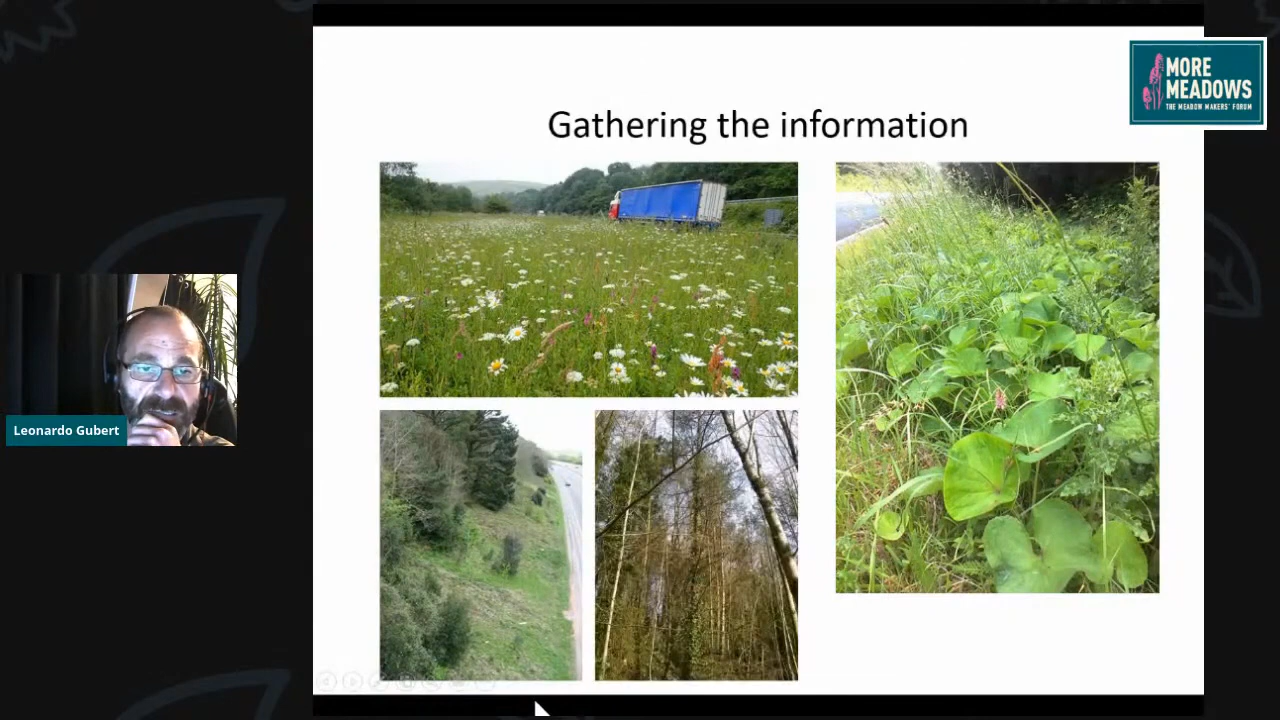 Gathering the information
MORE
MEADOWS
THE MEADOW MAKERS' FORUM
Leonardo Gubert